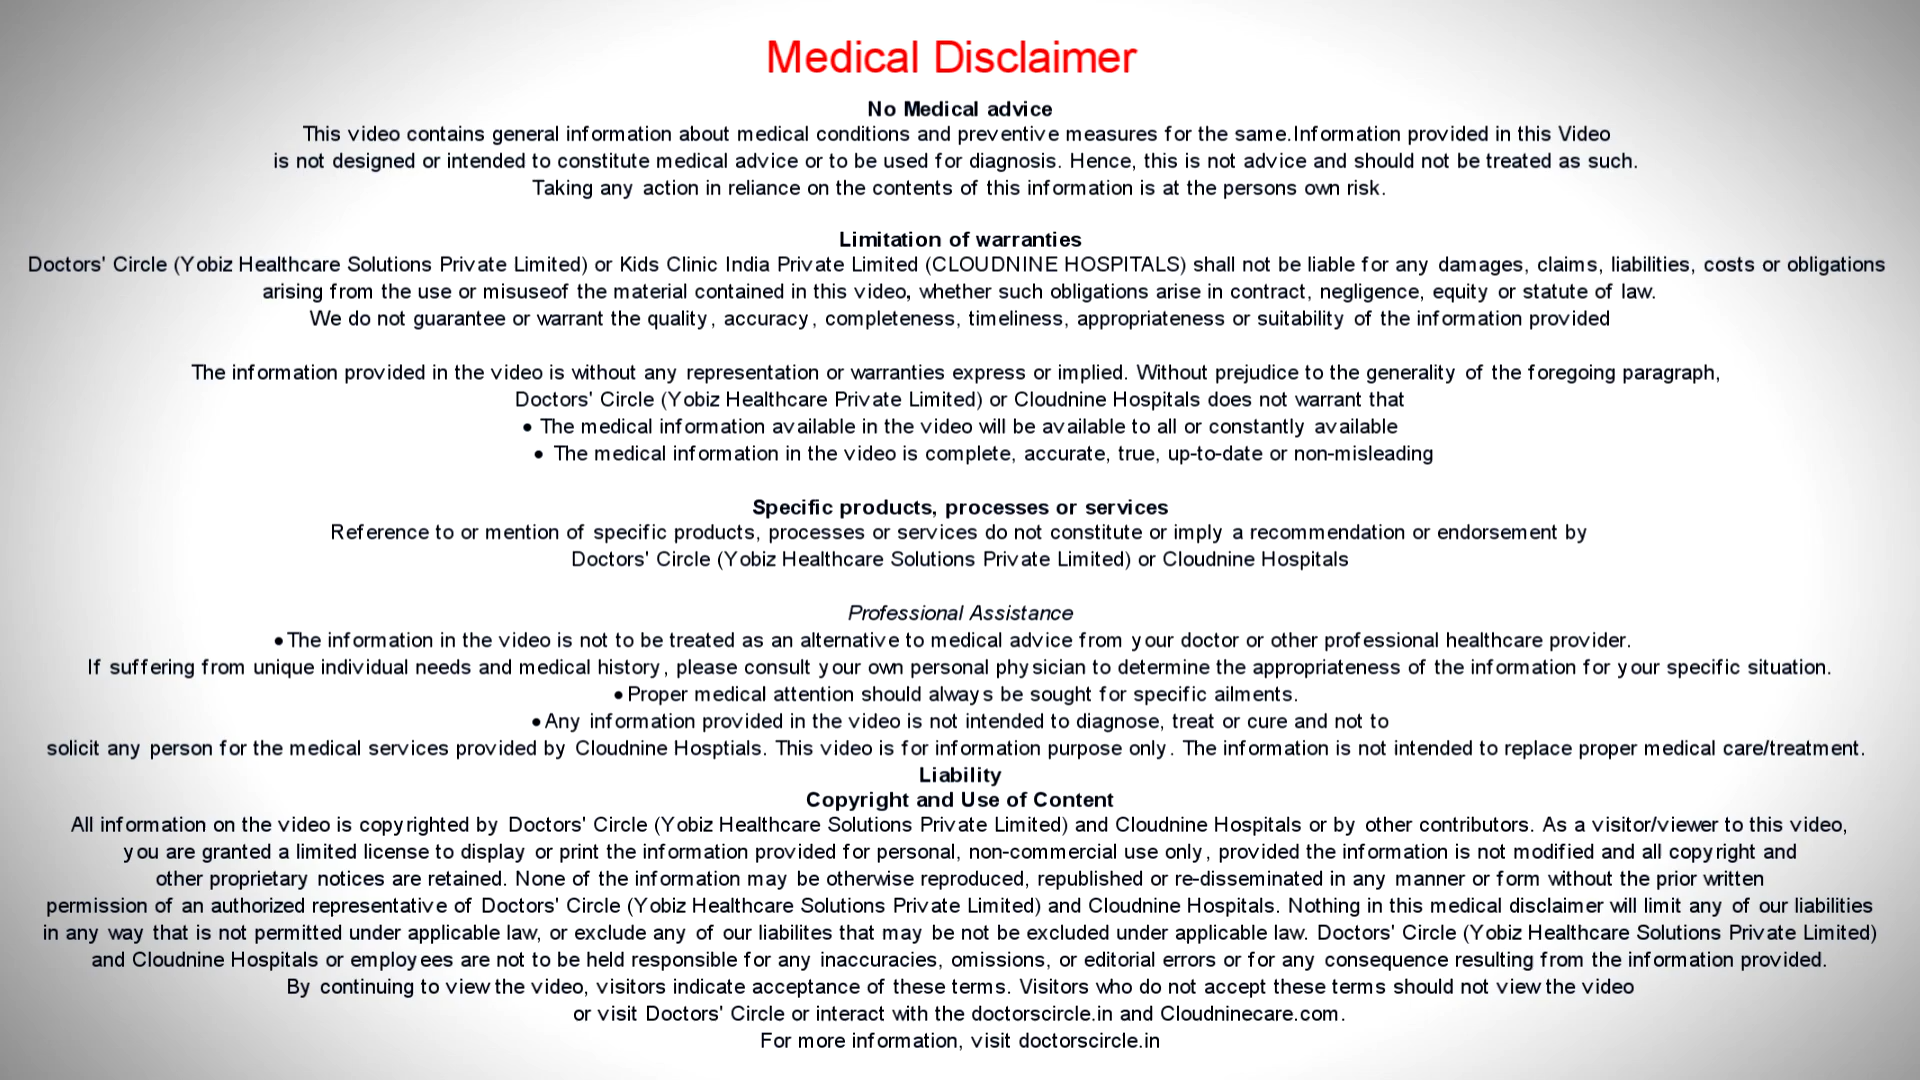 Medical Disclaimer
No Medical advice
This video contains general information about medical conditions and preventive measures for the same.Information provided in this Video
is not designed or intended to constitute medical advice or to be used for diagnosis. Hence, this is not advice and should not be treated as such.
Taking any action in reliance on the contents of this information is at the persons own risk.
Limitation of warranties
Doctors' Circle (Yobiz Healthcare Solutions Private Limited) or Kids Clinic India Private Limited (CLOUDNINE HOSPITALS) shall not be liable for any damages, claims, liabilities, costs or obligations
arising from the use or misuseof the material contained in this video, whether such obligations arise in contract, negligence, equity or statute of law.
We do not guarantee or warrant the quality, accuracy, completeness, timeliness, appropriateness or suitability of the information provided
The information provided in the video is without any representation or warranties express or implied. Without prejudice to the generality of the foregoing paragraph,
Doctors' Circle (Yobiz Healthcare Private Limited) or Cloudnine Hospitals does not warrant that
• The medical information available in the video will be available to all or constantly available
• The medical information in the video is complete, accurate, true, up-to-date or non-misleading
Specific products, processes or services
Reference to or mention of specific products, processes or services do not constitute or imply a recommendation or endorsement by
Doctors' Circle (Yobiz Healthcare Solutions Private Limited) or Cloudnine Hospitals
Professional Assistance
• The information in the video is not to be treated as an alternative to medical advice from your doctor or other professional healthcare provider.
If suffering from unique individual needs and medical history, please consult your own personal physician to determine the appropriateness of the information for your specific situation.
• Proper medical attention should always be sought for specific ailments.
• Any information provided in the video is not intended to diagnose, treat or cure and not to
solicit any person for the medical services provided by Cloudnine Hosptials. This video is for information purpose only. The information is not intended to replace proper medical care/treatment.
Liability
Copyright and Use of Content
All information on the video is copyrighted by Doctors' Circle (Yobiz Healthcare Solutions Private Limited) and Cloudnine Hospitals or by other contributors. As a visitor/viewer to this video,
you are granted a limited license to display or print the information provided for personal, non-commercial use only, provided the information is not modified and all copyright and
other proprietary notices are retained. None of the information may be otherwise reproduced, republished or re-disseminated in any manner or form without the prior written
permission of an authorized representative of Doctors' Circle (Yobiz Healthcare Solutions Private Limited) and Cloudnine Hospitals. Nothing in this medical disclaimer will limit any of our liabilities
in any way that is not permitted under applicable law, or exclude any of our liabilites that may be not be excluded under applicable law. Doctors' Circle (Yobiz Healthcare Solutions Private Limited)
and Cloudnine Hospitals or employees are not to be held responsible for any inaccuracies, omissions, or editorial errors or for any consequence resulting from the information provided.
By continuing to view the video, visitors indicate acceptance of these terms. Visitors who do not accept these terms should not view the video
or visit Doctors' Circle or interact with the doctorscircle.in and Cloudninecare.com.
For more information, visit doctorscircle.in